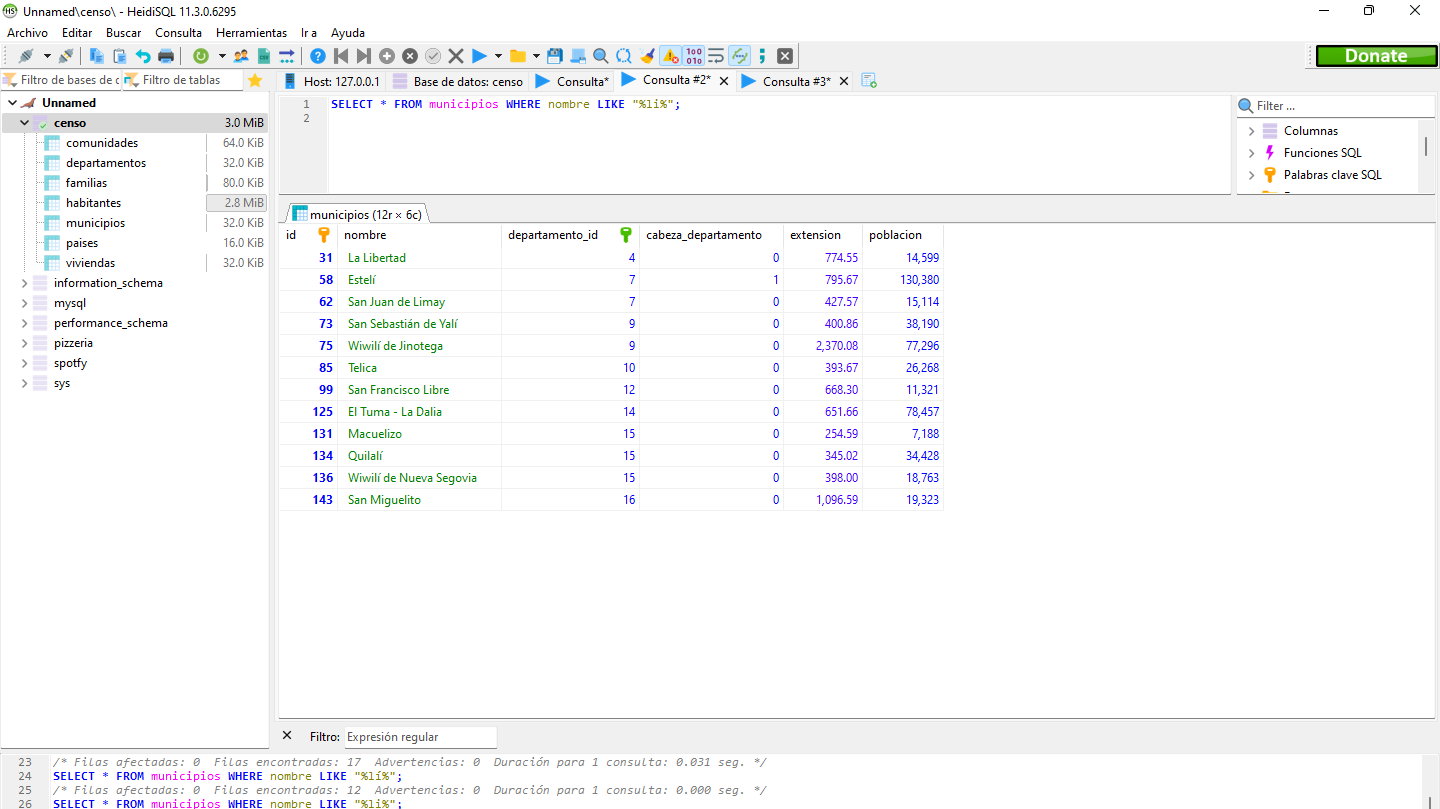 Unnamed\censo\ - HeidiSQL 11.3.0.6295
Archivo Editar Buscar Consulta Herramientas Ir a Ayuda
Donate
Filtro de bases de d Filtro de tablas
Host: 127.0.0.1 Base de datos: censo Consulta* Consulta #2* Consulta #3*
Unnamed
censo 3.0 MiB
comunidades 64.0 KiB
departamentos 32.0 KiB
familias 80.0 KiB
habitantes 2.8 MiB
municipios 32.0 KiB
paises 16.0 KiB
viviendas 32.0 KiB
information_schema
mysql
performance_schema
pizzeria
spotfy
sys
1 SELECT * FROM municipios WHERE nombre LIKE "%lí%";
2
Filter ...
Columnas
Funciones SQL
Palabras clave SQL
municipios (12r × 6c)
id nombre departamento_id cabeza_departamento extension poblacion
31 La Libertad 4 0 774.55 14,599
58 Estelí 7 1 795.67 130,380
62 San Juan de Limay 7 0 427.57 15,114
73 San Sebastián de Yalí 9 0 400.86 38,190
75 Wiwilí de Jinotega 9 0 2,370.08 77,296
85 Telica 10 0 393.67 26,268
99 San Francisco Libre 12 0 668.30 11,321
125 El Tuma - La Dalia 14 0 651.66 78,457
131 Macuelizo 15 0 254.59 7,188
134 Quilalí 15 0 345.02 34,428
136 Wiwilí de Nueva Segovia 15 0 398.00 18,763
143 San Miguelito 16 0 1,096.59 19,323
Filtro: Expresión regular
23 /* Filas afectadas: 0 Filas encontradas: 17 Advertencias: 0 Duración para 1 consulta: 0.031 seg. */
24 SELECT * FROM municipios WHERE nombre LIKE "%lí%";
25 /* Filas afectadas: 0 Filas encontradas: 12 Advertencias: 0 Duración para 1 consulta: 0.000 seg. */
26 SELECT * FROM municipios WHERE nombre LIKE "%lí%";